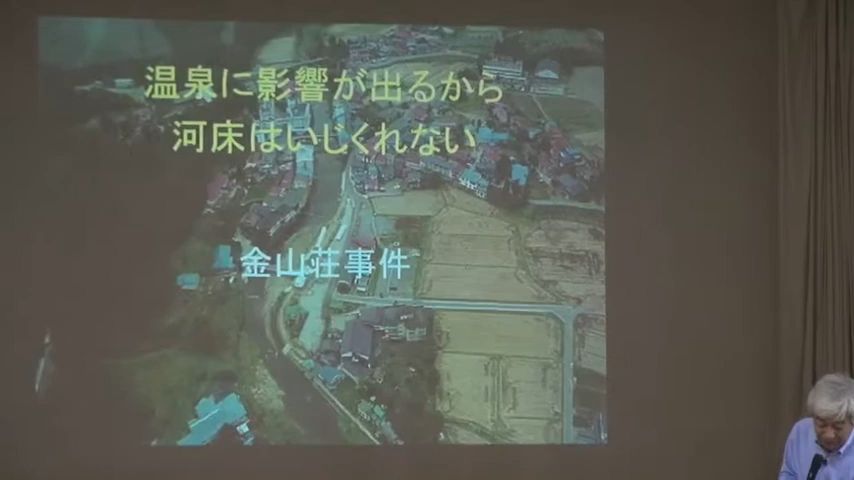 温泉に影響が出るから
河床はいじくれない
金山荘事件